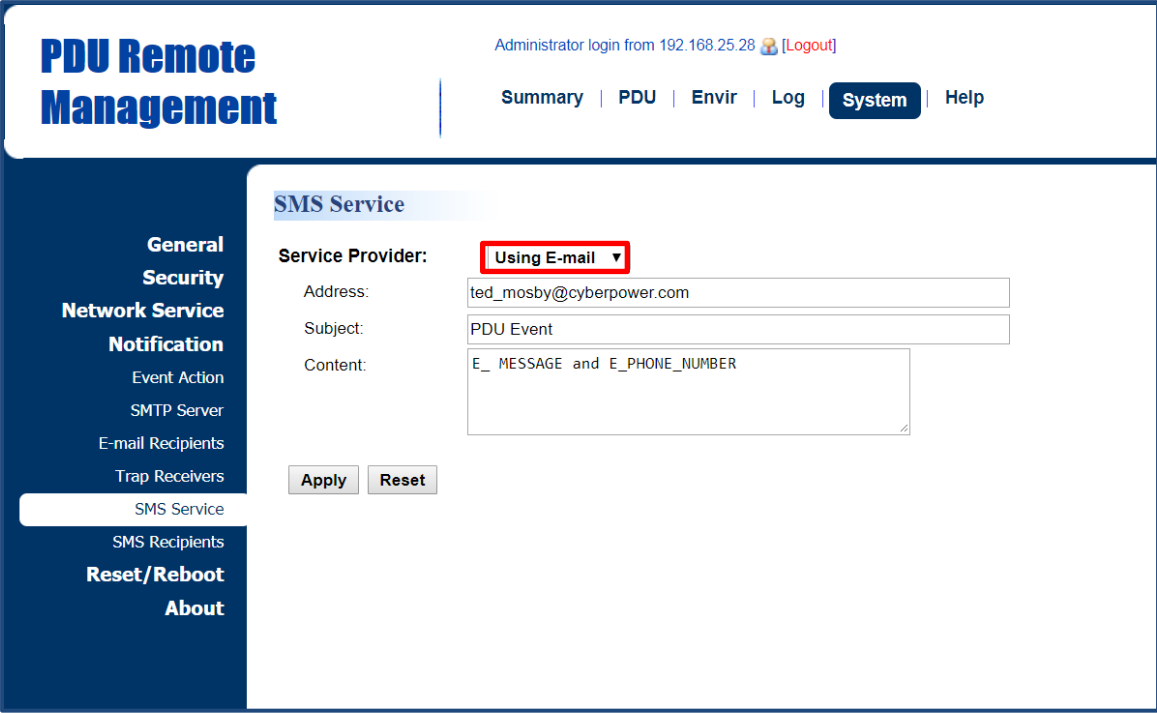 PDU Remote
Management
Administrator login from 192.168.25.28 [Logout]
Summary | PDU | Envir | Log | System | Help
General
Security
Network Service
Notification
Event Action
SMTP Server
E-mail Recipients
Trap Receivers
SMS Service
SMS Recipients
Reset/Reboot
About
SMS Service
Service Provider: Using E-mail ▼
Address: ted_mosby@cyberpower.com
Subject: PDU Event
Content: E_ MESSAGE and E_PHONE_NUMBER
Apply Reset